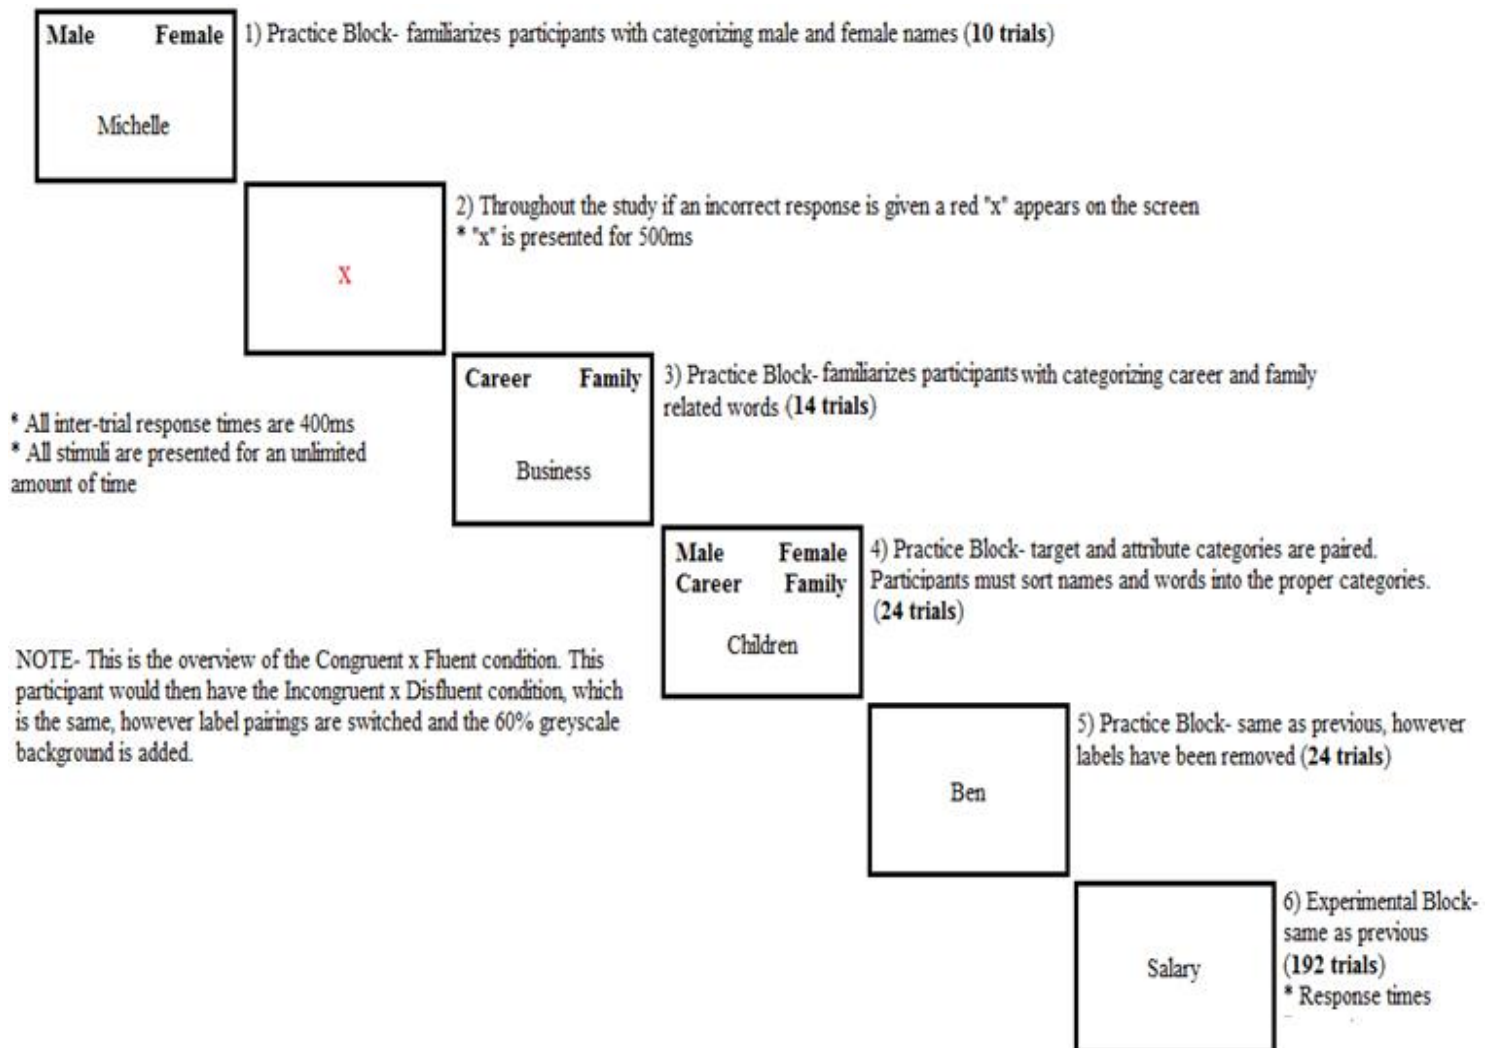 Male Female
1) Practice Block- familiarizes participants with categorizing male and female names (10 trials)
Michelle
2) Throughout the study if an incorrect response is given a red "x" appears on the screen
* "x" is presented for 500ms
X
Career Family
3) Practice Block- familiarizes participants with categorizing career and family
related words (14 trials)
Business
* All inter-trial response times are 400ms
* All stimuli are presented for an unlimited
amount of time
Male Female
Career Family
Children
4) Practice Block- target and attribute categories are paired.
Participants must sort names and words into the proper categories.
(24 trials)
NOTE- This is the overview of the Congruent x Fluent condition. This
participant would then have the Incongruent x Disfluent condition, which
is the same, however label pairings are switched and the 60% greyscale
background is added.
5) Practice Block- same as previous, however
labels have been removed (24 trials)
Ben
6) Experimental Block-
same as previous
(192 trials)
* Response times
Salary